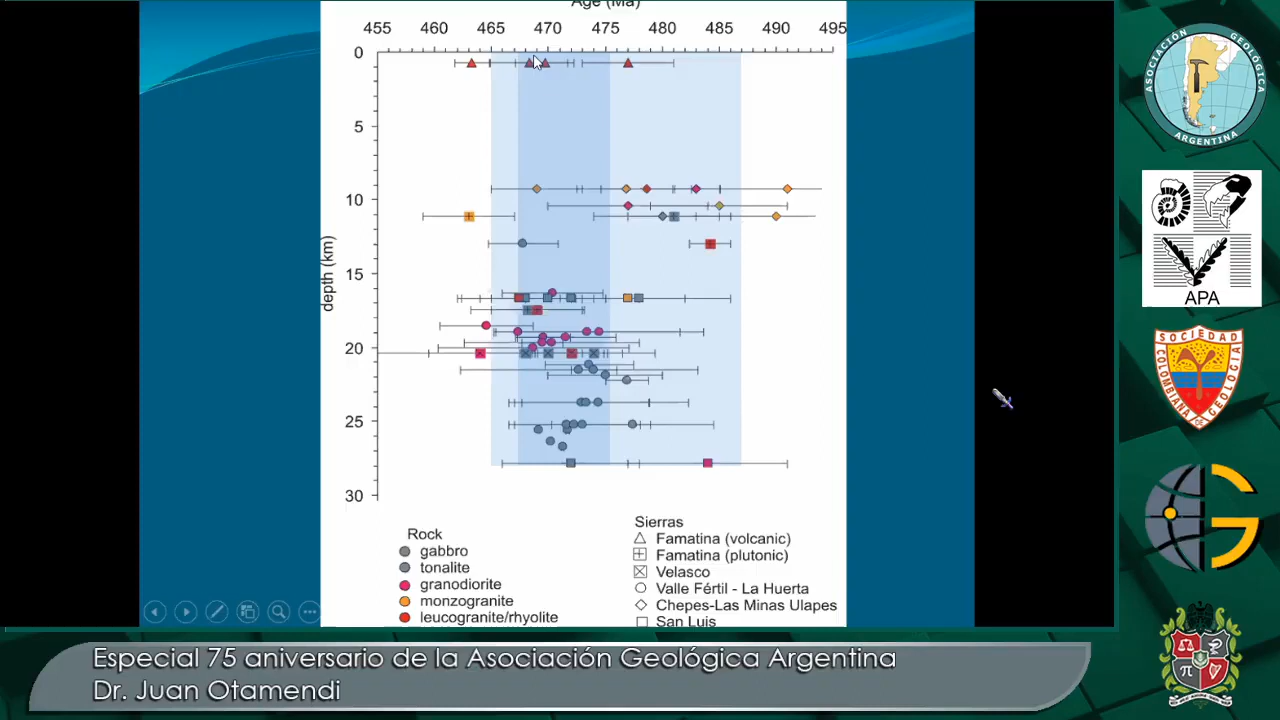 Age (Ma)
455 460 465 470 475 480 485 490 495
0
5
10
15
20
25
30
depth (km)
Rock
gabbro
tonalite
granodiorite
monzogranite
leucogranite/rhyolite
Sierras
Famatina (volcanic)
Famatina (plutonic)
Velasco
Valle Fértil - La Huerta
Chepes-Las Minas Ulapes
San Luis
ASOCIACIÓN GEOLÓGICA
ARGENTINA
APA
SOCIEDAD
COLOMBIANA
DE
GEOLOGIA
G
π
Especial 75 aniversario de la Asociación Geológica Argentina
Dr. Juan Otamendi